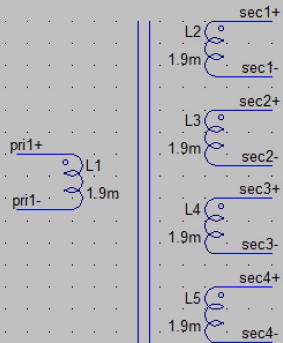 sec1+
L2
1.9m
sec1-
sec2+
L3
1.9m
sec2-
pri1+
L1
1.9m
pri1-
sec3+
L4
1.9m
sec3-
sec4+
L5
1.9m
sec4-